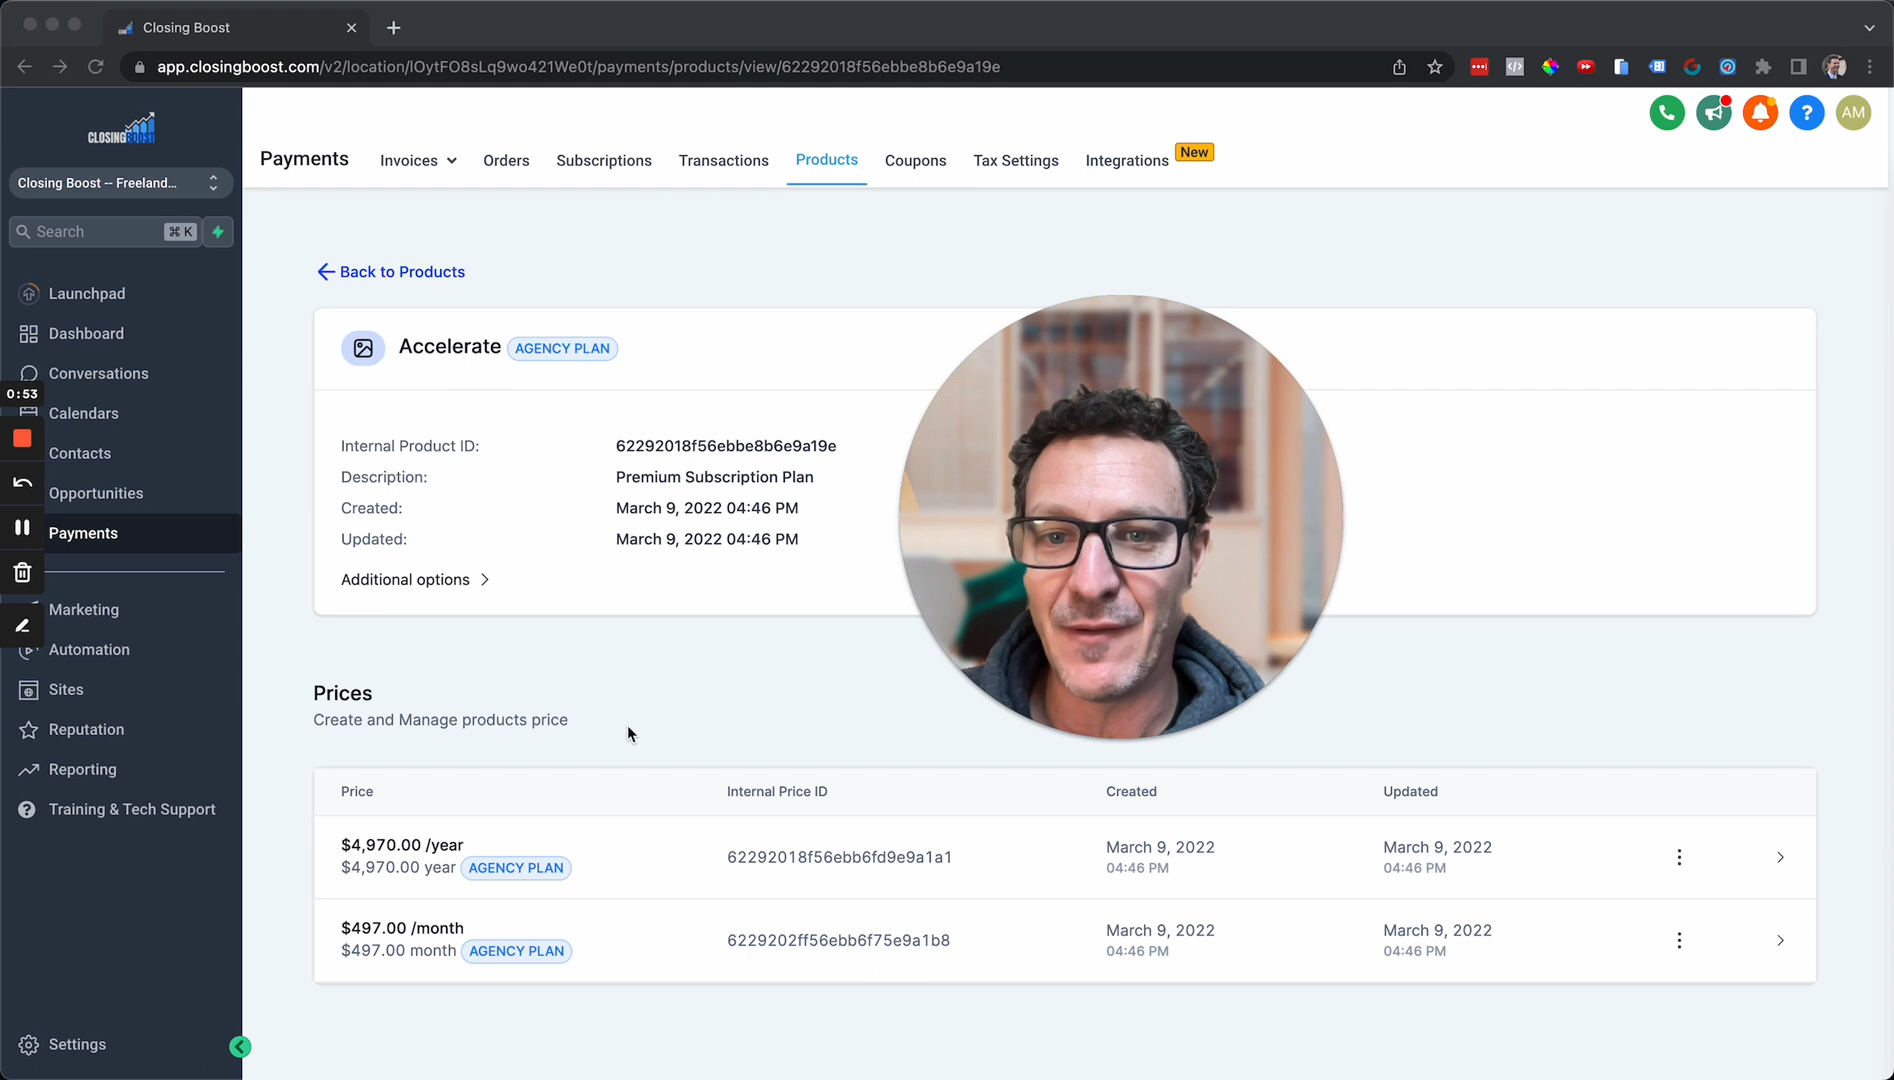 Closing Boost
app.closingboost.com/v2/location/lOytFO8sLq9wo421We0t/payments/products/view/62292018f56ebbe8b6e9a19e
CLOSINGBOOST
Closing Boost -- Freeland...
Search ⌘ K
Launchpad
Dashboard
Conversations
0:53
Calendars
Contacts
Opportunities
Payments
Marketing
Automation
Sites
Reputation
Reporting
Training & Tech Support
Settings
AM
Payments Invoices Orders Subscriptions Transactions Products Coupons Tax Settings Integrations New
Back to Products
Accelerate AGENCY PLAN
Internal Product ID: 62292018f56ebbe8b6e9a19e
Description: Premium Subscription Plan
Created: March 9, 2022 04:46 PM
Updated: March 9, 2022 04:46 PM
Additional options
Prices
Create and Manage products price
Price Internal Price ID Created Updated
$4,970.00 /year 62292018f56ebb6fd9e9a1a1 March 9, 2022 March 9, 2022
$4,970.00 year AGENCY PLAN 04:46 PM 04:46 PM
$497.00 /month 6229202ff56ebb6f75e9a1b8 March 9, 2022 March 9, 2022
$497.00 month AGENCY PLAN 04:46 PM 04:46 PM